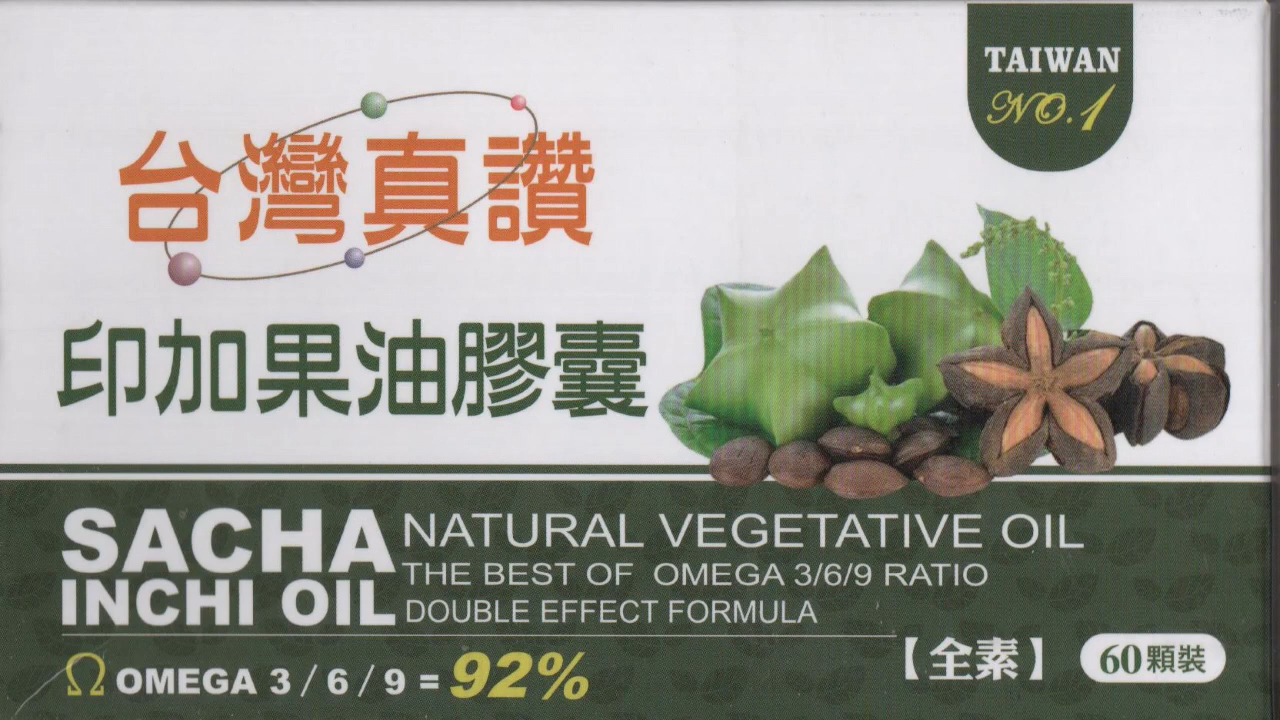 TAIWAN
NO.1
台灣真讚
印加果油膠囊
SACHA
INCHI OIL
NATURAL VEGETATIVE OIL
THE BEST OF OMEGA 3/6/9 RATIO
DOUBLE EFFECT FORMULA
Ω OMEGA 3 / 6 / 9 = 92%
【全素】
60顆裝